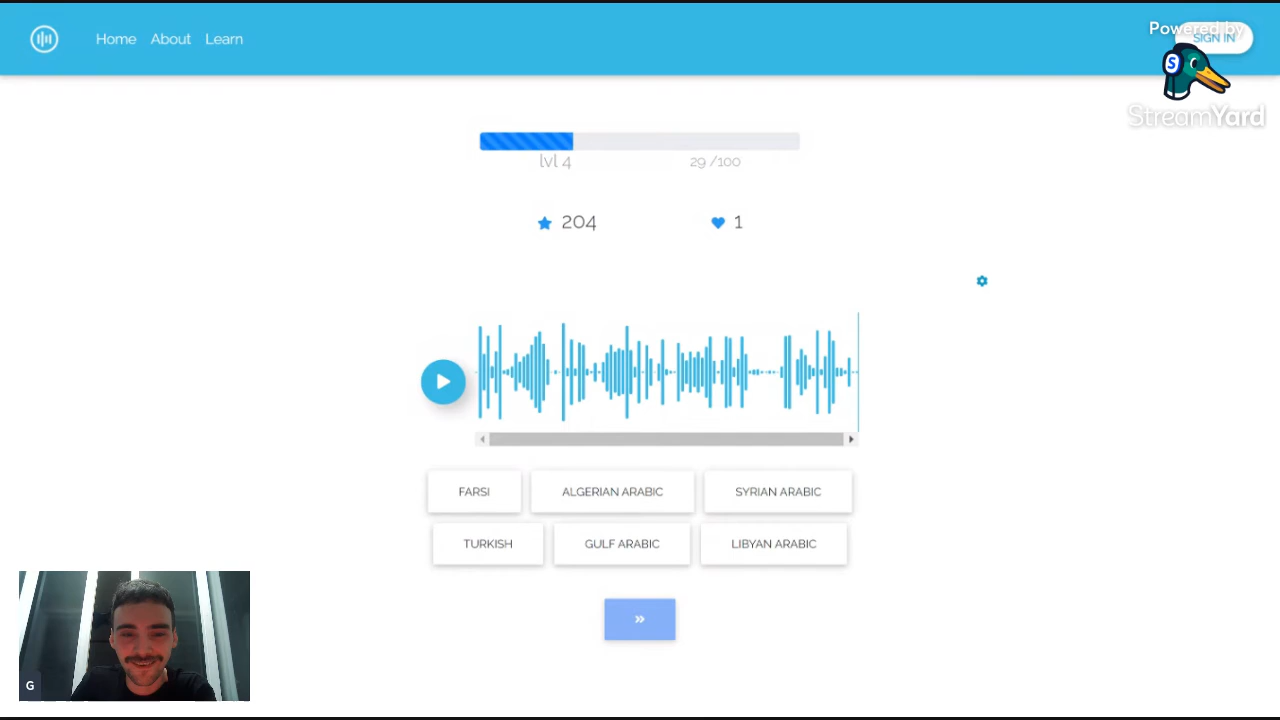 Home About Learn
Powered by
SIGN IN
S
StreamYard
lvl 4 29 /100
204 1
FARSI ALGERIAN ARABIC SYRIAN ARABIC
TURKISH GULF ARABIC LIBYAN ARABIC
»
G